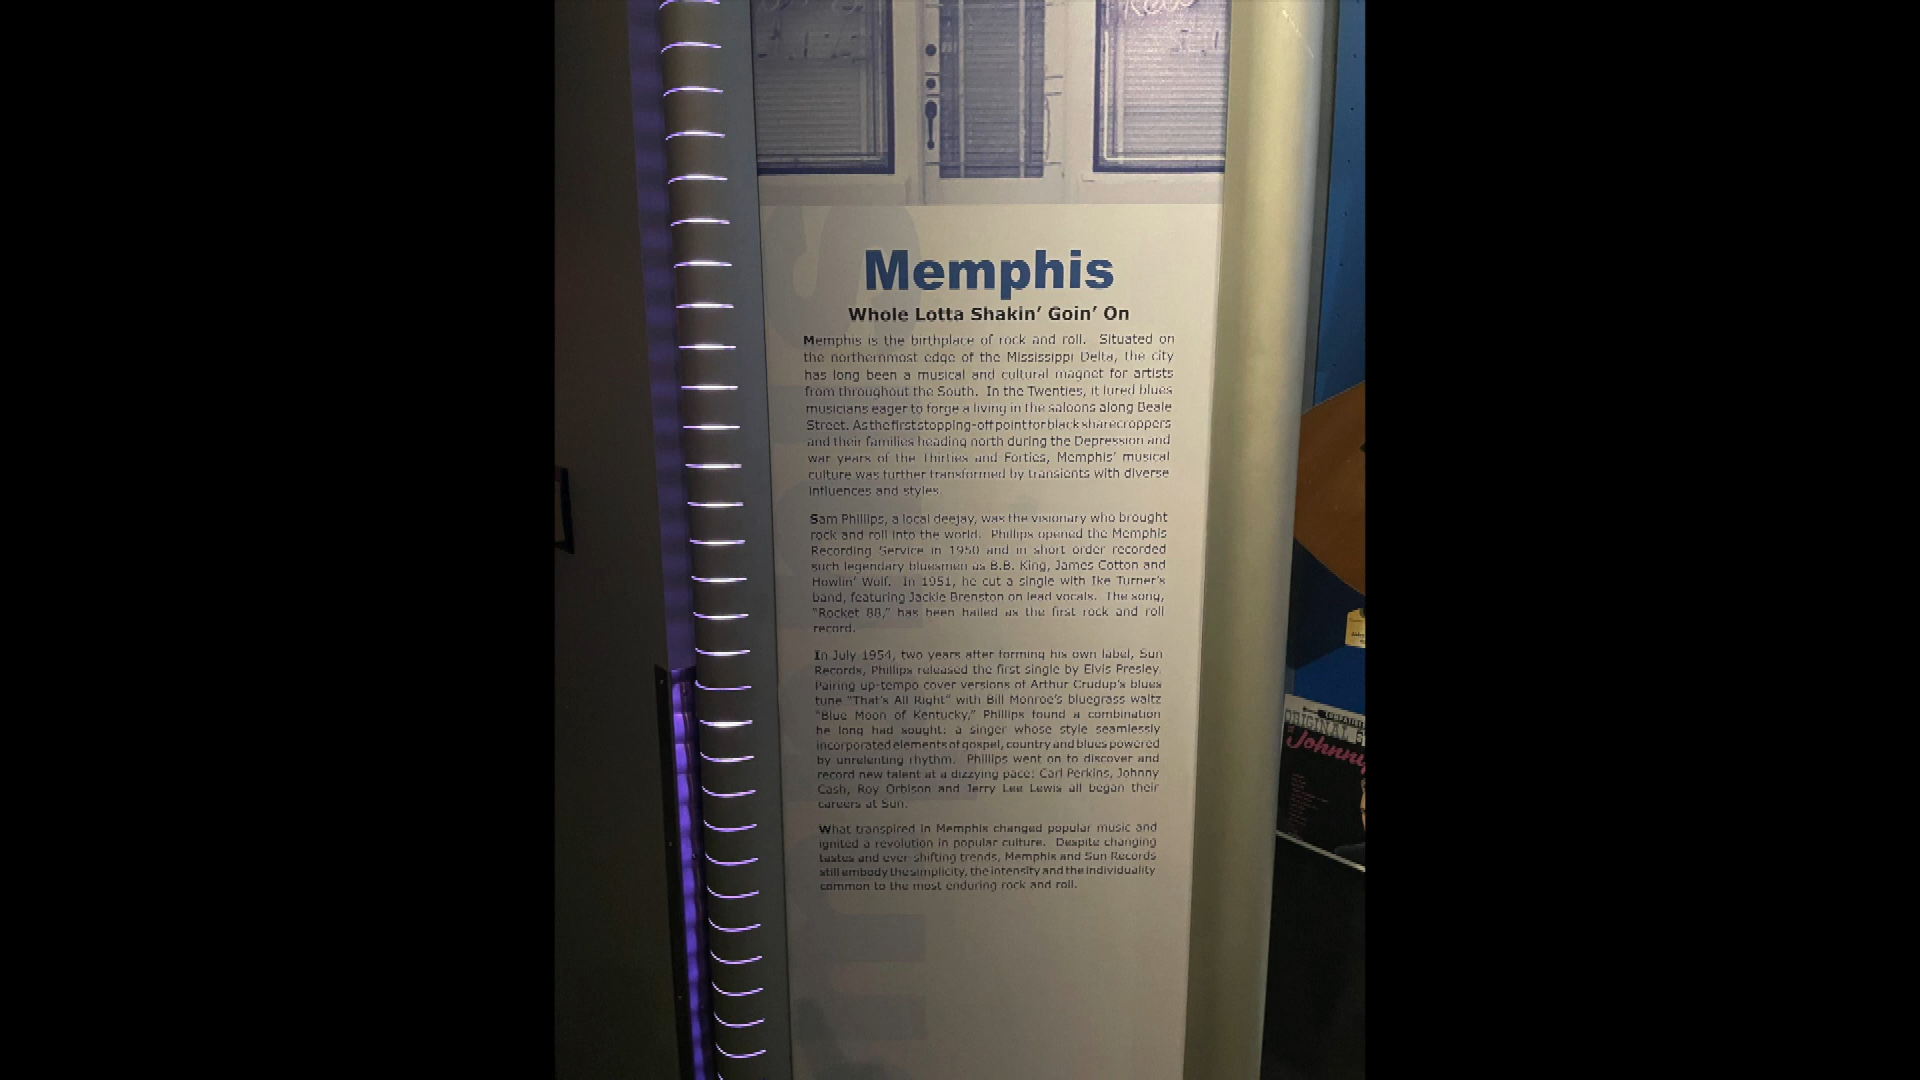 Memphis
Whole Lotta Shakin' Goin' On
Memphis is the birthplace of rock and roll. Situated on
the northernmost edge of the Mississippi Delta, the city
has long been a musical and cultural magnet for artists
from throughout the South. In the Twenties, it lured blues
musicians eager to forge a living in the saloons along Beale
Street. As the first stopping-off point for black sharecroppers
and their families heading north during the Depression and
war years of the Thirties and Forties, Memphis' musical
culture was further transformed by transients with diverse
influences and styles.
Sam Phillips, a local deejay, was the visionary who brought
rock and roll into the world. Phillips opened the Memphis
Recording Service in 1950 and in short order recorded
such legendary bluesmen as B.B. King, James Cotton and
Howlin' Wolf. In 1951, he cut a single with Ike Turner's
band, featuring Jackie Brenston on lead vocals. The song,
"Rocket 88," has been hailed as the first rock and roll
record.
In July 1954, two years after forming his own label, Sun
Records, Phillips released the first single by Elvis Presley.
Pairing up-tempo cover versions of Arthur Crudup's blues
tune "That's All Right" with Bill Monroe's bluegrass waltz
"Blue Moon of Kentucky," Phillips found a combination
he long had sought: a singer whose style seamlessly
incorporated elements of gospel, country and blues powered
by unrelenting rhythm. Phillips went on to discover and
record new talent at a dizzying pace: Carl Perkins, Johnny
Cash, Roy Orbison and Jerry Lee Lewis all began their
careers at Sun.
What transpired in Memphis changed popular music and
ignited a revolution in popular culture. Despite changing
tastes and ever-shifting trends, Memphis and Sun Records
still embody the simplicity, the intensity and the individuality
common to the most enduring rock and roll.
ORIGINAL
Johnny